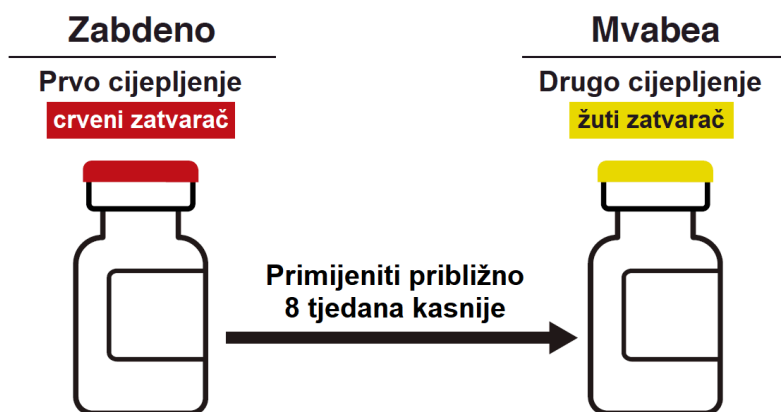 Zabdeno
Prvo cijepljenje
crveni zatvarač
Mvabea
Drugo cijepljenje
žuti zatvarač
Primijeniti približno
8 tjedana kasnije